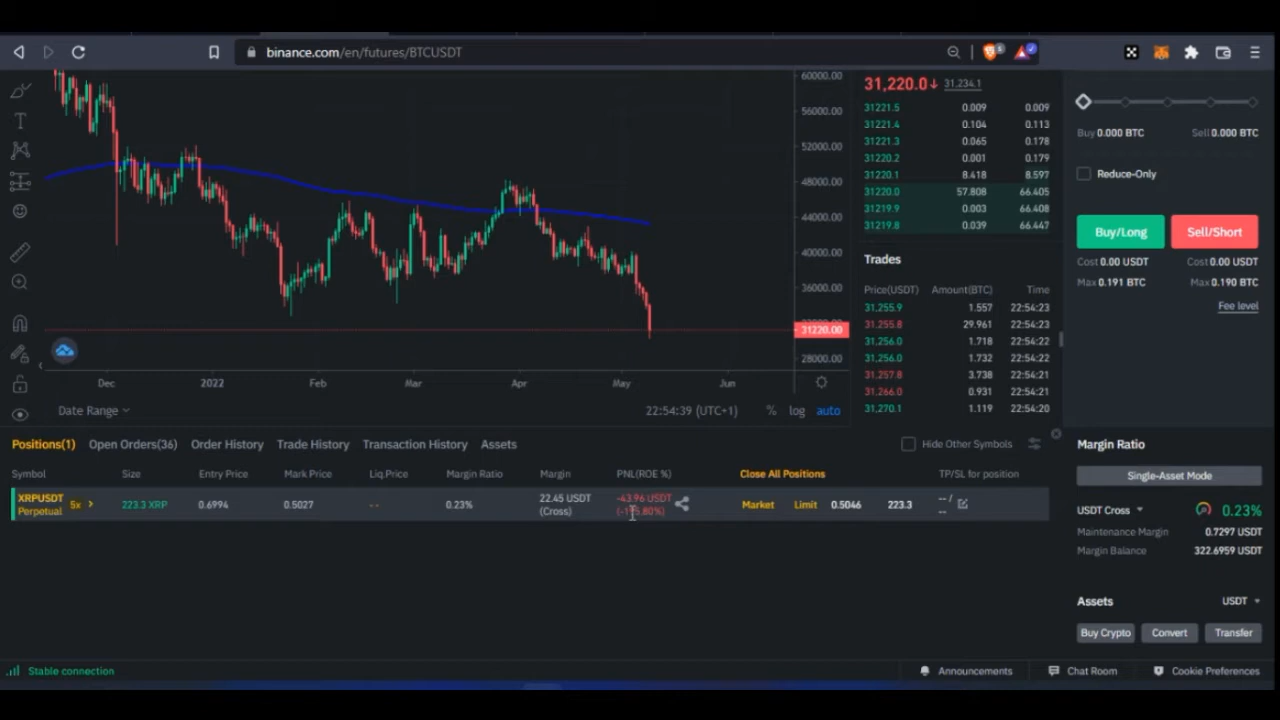 binance.com/en/futures/BTCUSDT
60000.00
56000.00
52000.00
48000.00
44000.00
40000.00
36000.00
31220.00
28000.00
Dec 2022 Feb Mar Apr May Jun
Date Range 22:54:39 (UTC+1) % log auto
31,220.0↓ 31,234.1
31221.5 0.009 0.009
31221.4 0.104 0.113
31221.3 0.065 0.178
31220.2 0.001 0.179
31220.1 8.418 8.597
31220.0 57.808 66.405
31219.9 0.003 66.408
31219.8 0.039 66.447
Trades
Price(USDT) Amount(BTC) Time
31,255.9 1.557 22:54:23
31,255.8 29.961 22:54:23
31,256.0 1.718 22:54:22
31,256.0 1.732 22:54:22
31,257.8 3.738 22:54:21
31,266.0 0.931 22:54:21
31,270.1 1.119 22:54:20
Buy 0.000 BTC Sell 0.000 BTC
Reduce-Only
Buy/Long Sell/Short
Cost 0.00 USDT Cost 0.00 USDT
Max 0.191 BTC Max 0.190 BTC
Fee level
Positions(1) Open Orders(36) Order History Trade History Transaction History Assets Hide Other Symbols
Symbol Size Entry Price Mark Price Liq.Price Margin Ratio Margin PNL(ROE %) Close All Positions TP/SL for position
XRPUSDT 5x 223.3 XRP 0.6994 0.5027 -- 0.23% 22.45 USDT -43.96 USDT Market Limit 0.5046 223.3 -- /
Perpetual (Cross) --
Margin Ratio
Single-Asset Mode
USDT Cross 0.23%
Maintenance Margin 0.7297 USDT
Margin Balance 322.6959 USDT
Assets USDT
Buy Crypto Convert Transfer
Stable connection Announcements Chat Room Cookie Preferences